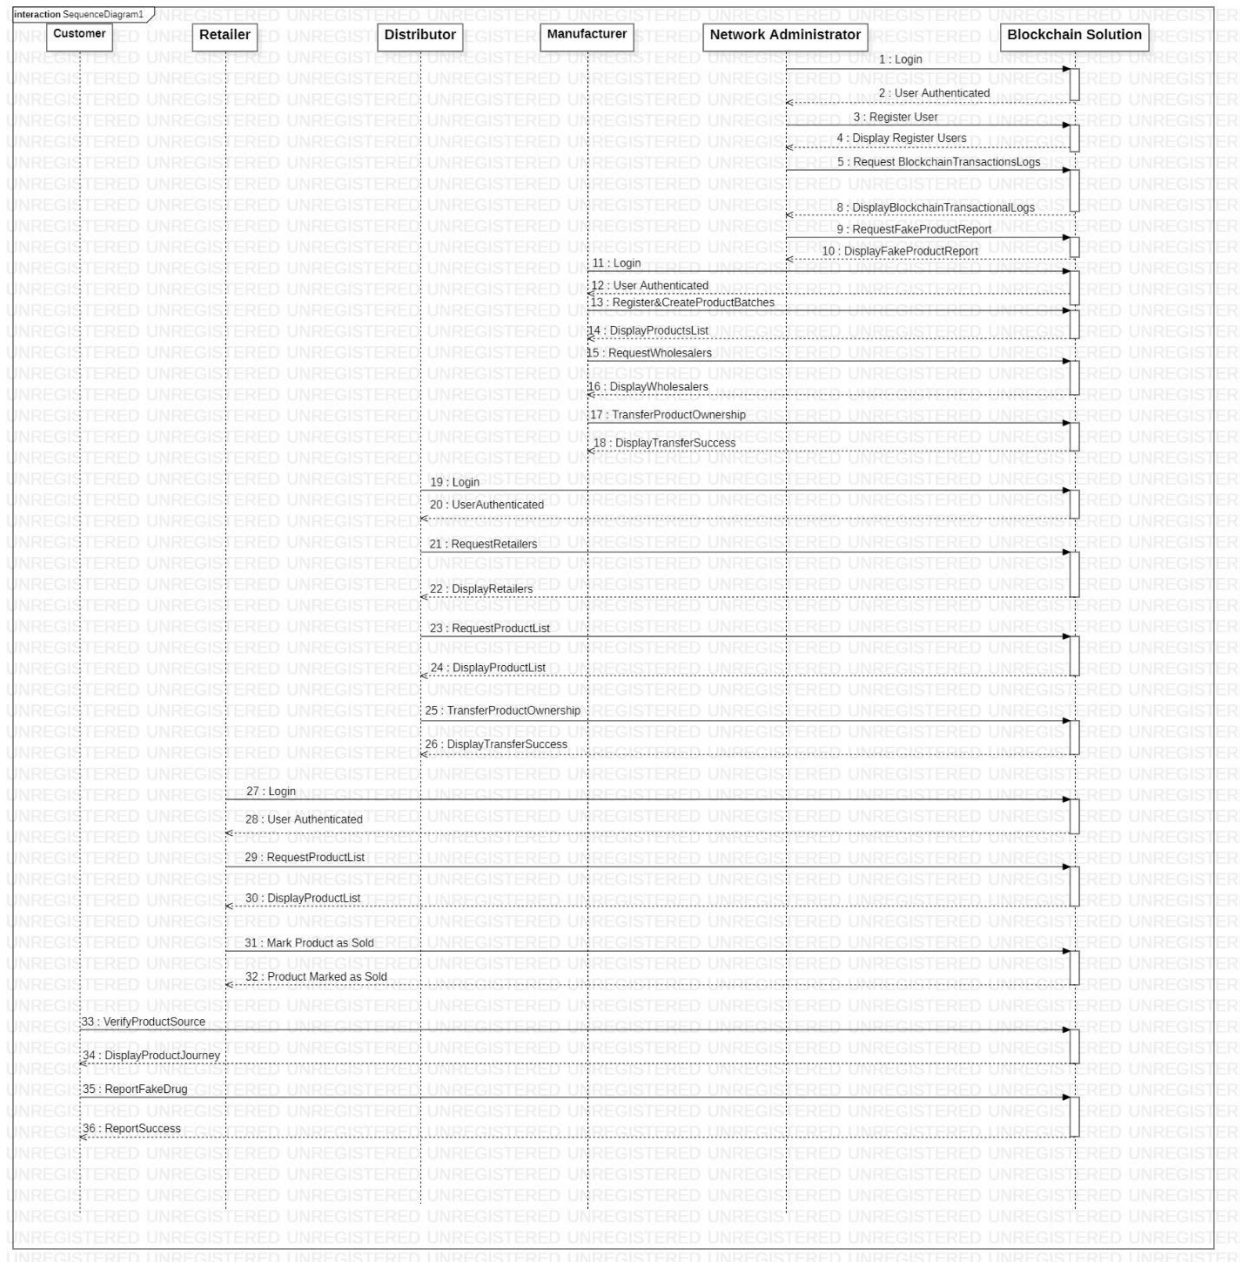 interaction SequenceDiagram1
Customer
Retailer
Distributor
Manufacturer
Network Administrator
Blockchain Solution
1 : Login
2 : User Authenticated
3 : Register User
4 : Display Register Users
5 : Request BlockchainTransactionsLogs
8 : DisplayBlockchainTransactionalLogs
9 : RequestFakeProductReport
10 : DisplayFakeProductReport
11 : Login
12 : User Authenticated
13 : Register&CreateProductBatches
14 : DisplayProductsList
15 : RequestWholesalers
16 : DisplayWholesalers
17 : TransferProductOwnership
18 : DisplayTransferSuccess
19 : Login
20 : UserAuthenticated
21 : RequestRetailers
22 : DisplayRetailers
23 : RequestProductList
24 : DisplayProductList
25 : TransferProductOwnership
26 : DisplayTransferSuccess
27 : Login
28 : User Authenticated
29 : RequestProductList
30 : DisplayProductList
31 : Mark Product as Sold
32 : Product Marked as Sold
33 : VerifyProductSource
34 : DisplayProductJourney
35 : ReportFakeDrug
36 : ReportSuccess
UNREGISTERED